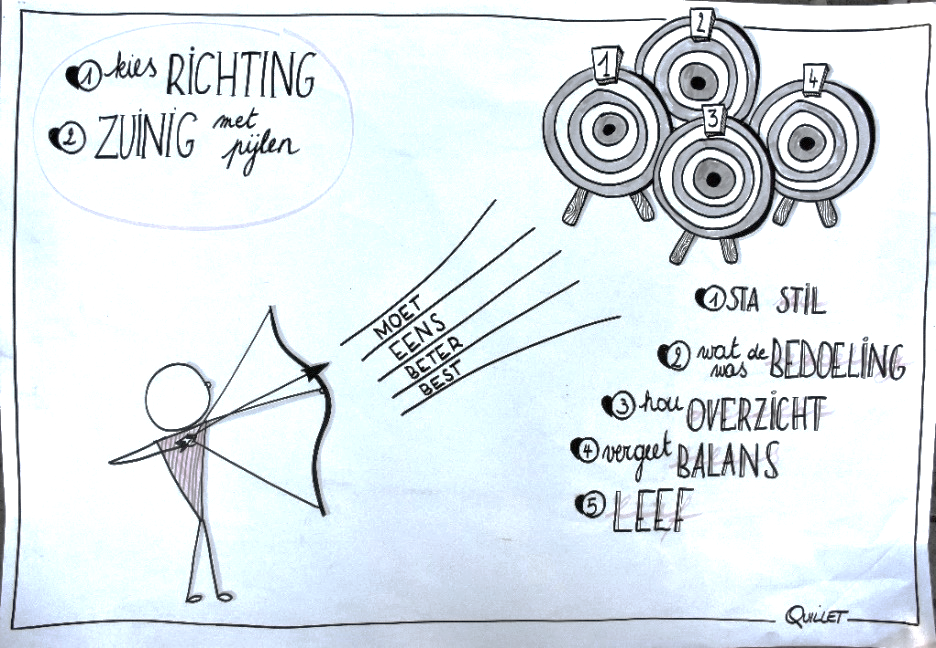 1 kies RICHTING
2 ZUINIG met pijlen
1
2
3
4
MOET
EENS
BETER
BEST
1 STA STIL
2 wat de was BEDOELING
3 hou OVERZICHT
4 vergeet BALANS
5 LEEF
QUILLET